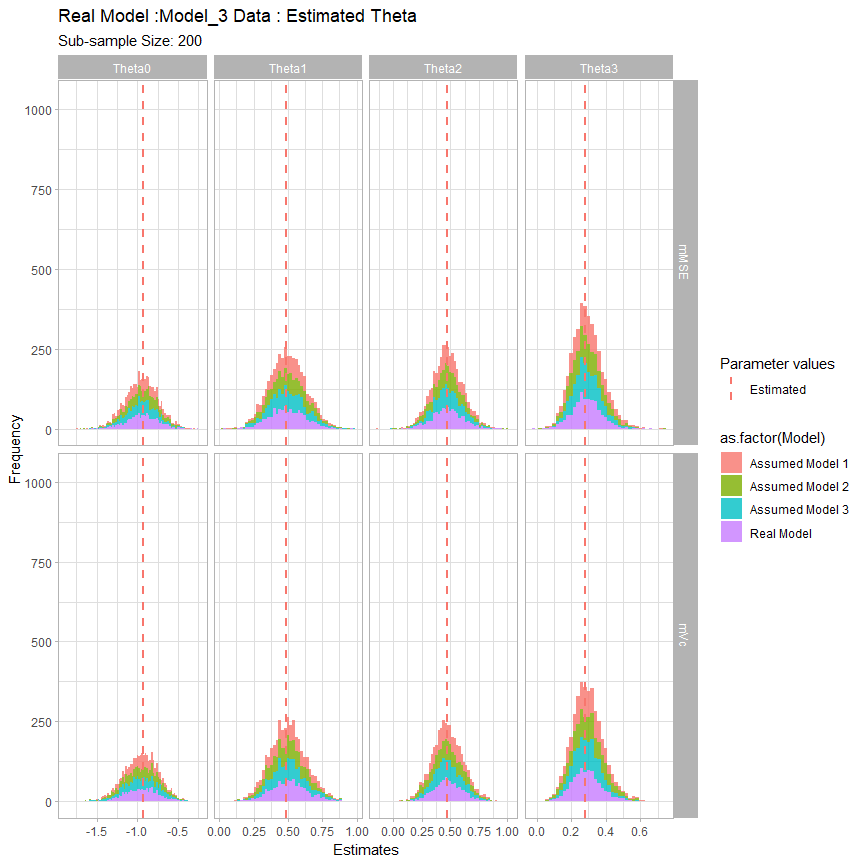 Real Model :Model_3 Data : Estimated Theta
Sub-sample Size: 200
Theta0 Theta1 Theta2 Theta3
1000
750
500
250
0
mMSE
1000
750
500
250
0
mVc
-1.5 -1.0 -0.5 0.00 0.25 0.50 0.75 1.00 0.00 0.25 0.50 0.75 1.00 0.0 0.2 0.4 0.6
Estimates
Frequency
Parameter values
Estimated
as.factor(Model)
Assumed Model 1
Assumed Model 2
Assumed Model 3
Real Model